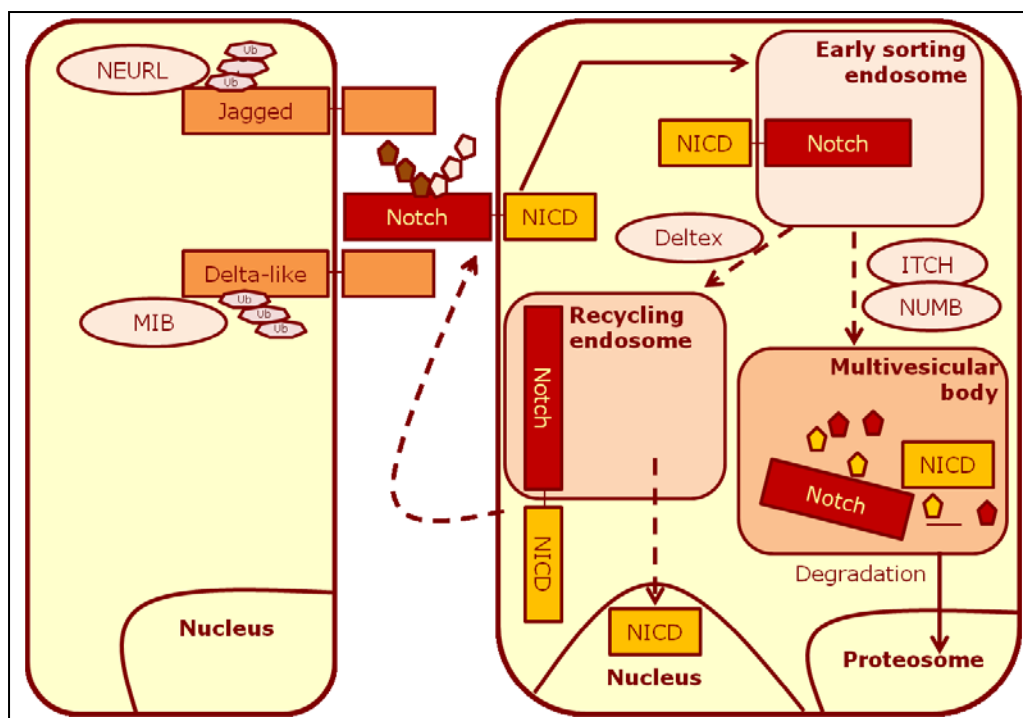 NEURL
Ub
Ub
Jagged
Notch
NICD
Delta-like
Ub
Ub
Ub
MIB
Nucleus
Early sorting
endosome
NICD
Notch
Deltex
ITCH
NUMB
Recycling
endosome
Notch
NICD
Multivesicular
body
NICD
Notch
Degradation
NICD
Nucleus
Proteosome